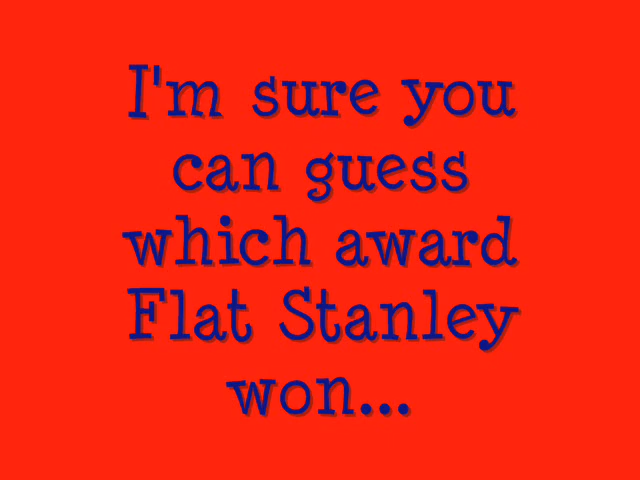 I'm sure you
can guess
which award
Flat Stanley
won...